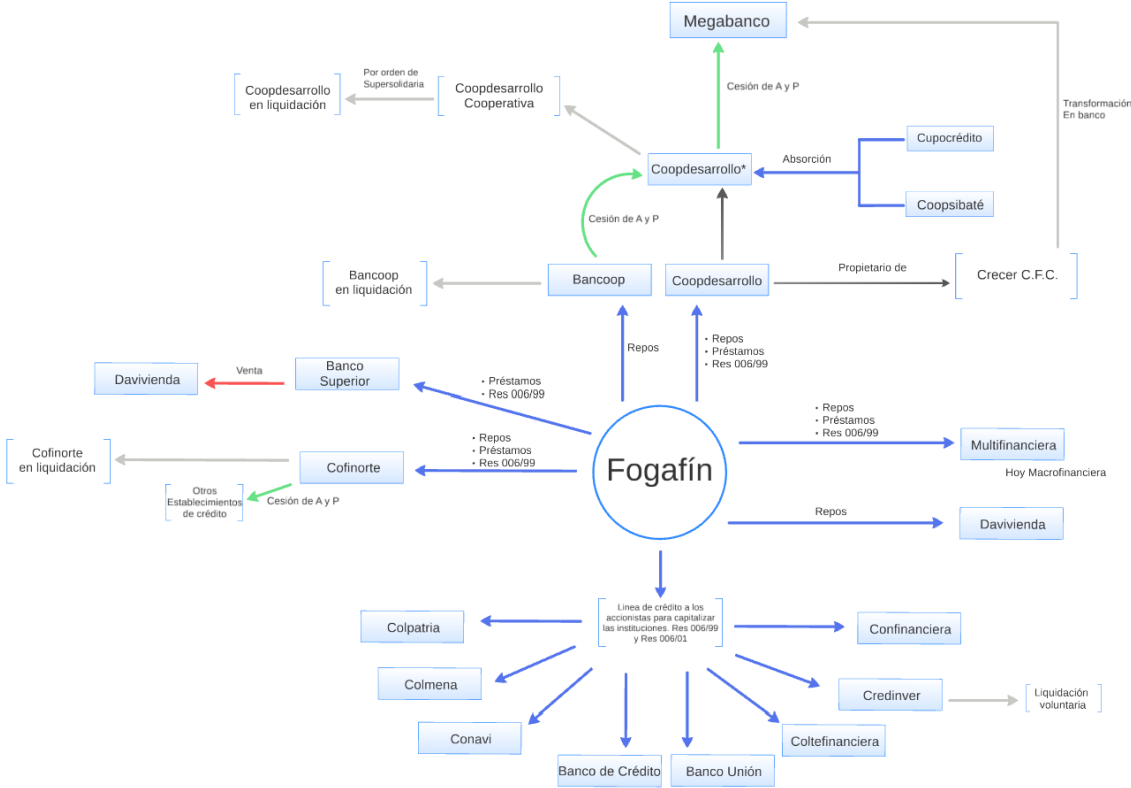 Megabanco
Por orden de
Supersolidaria
Coopdesarrollo
en liquidación
Coopdesarrollo
Cooperativa
Cesión de A y P
Transformación
En banco
Cupocrédito
Absorción
Coopdesarrollo*
Coopsibaté
Cesión de A y P
Bancoop
en liquidación
Bancoop
Coopdesarrollo
Propietario de
Crecer C.F.C.
Repos
• Repos
• Préstamos
• Res 006/99
Davivienda
Venta
Banco
Superior
• Préstamos
• Res 006/99
• Repos
• Préstamos
• Res 006/99
Multifinanciera
Hoy Macrofinanciera
Cofinorte
en liquidación
Cofinorte
• Repos
• Préstamos
• Res 006/99
Fogafín
Otros
Establecimientos
de crédito
Cesión de A y P
Repos
Davivienda
Linea de crédito a los
accionistas para capitalizar
las instituciones. Res 006/99
y Res 006/01
Colpatria
Confinanciera
Colmena
Credinver
Liquidación
voluntaria
Conavi
Coltefinanciera
Banco de Crédito
Banco Unión